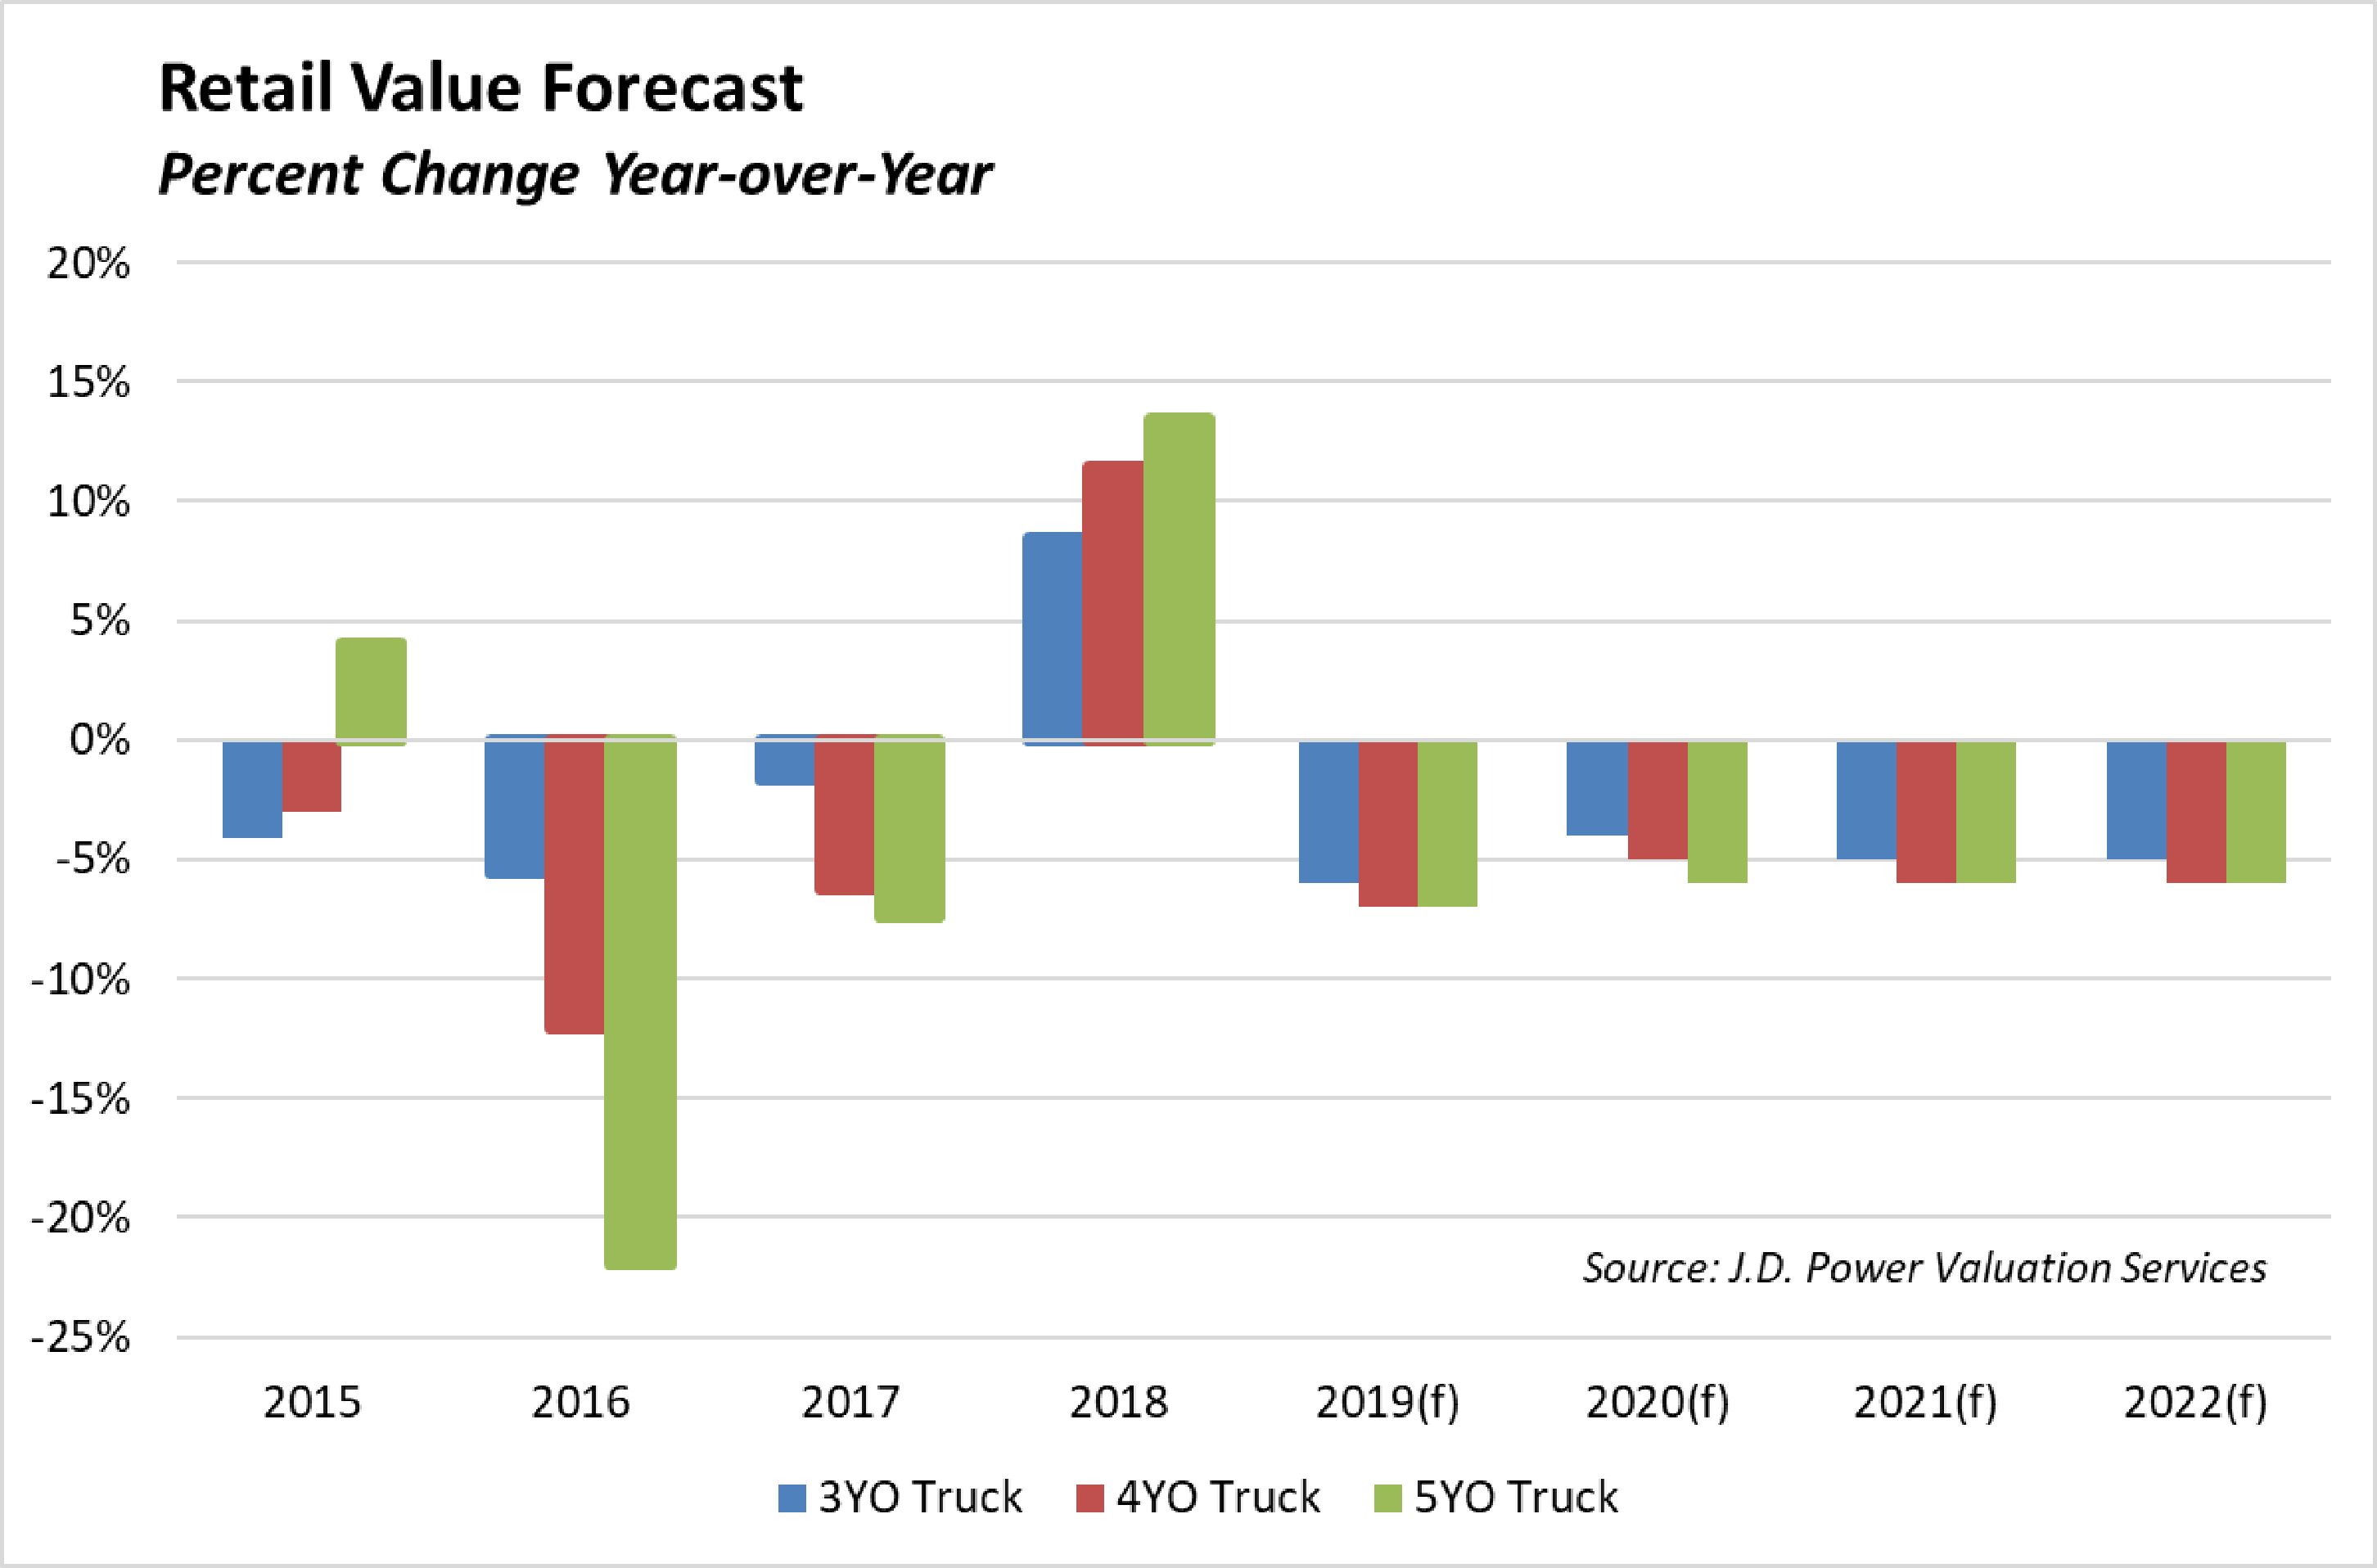 Retail Value Forecast
Percent Change Year-over-Year
20%
15%
10%
5%
0%
-5%
-10%
-15%
-20%
-25%
Source: J.D. Power Valuation Services
2015 2016 2017 2018 2019(f) 2020(f) 2021(f) 2022(f)
3YO Truck 4YO Truck 5YO Truck